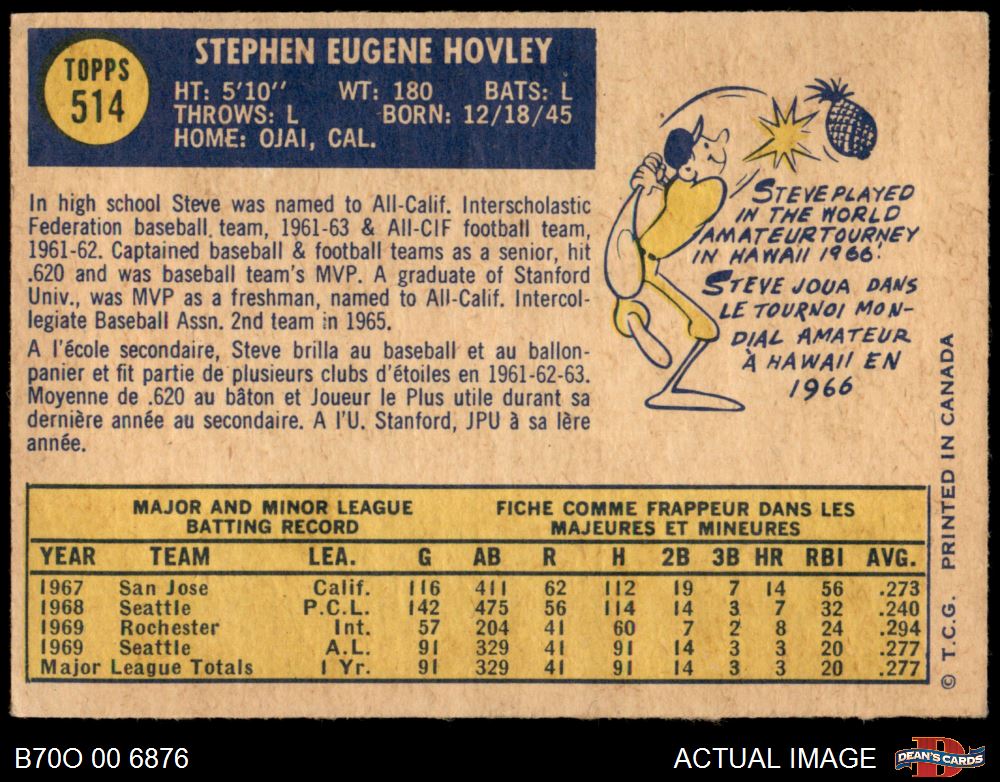 TOPPS
514
STEPHEN EUGENE HOVLEY
HT: 5'10" WT: 180 BATS: L
THROWS: L BORN: 12/18/45
HOME: OJAI, CAL.
In high school Steve was named to All-Calif. Interscholastic
Federation baseball team, 1961-63 & All-CIF football team,
1961-62. Captained baseball & football teams as a senior, hit
.620 and was baseball team's MVP. A graduate of Stanford
Univ., was MVP as a freshman, named to All-Calif. Intercol-
legiate Baseball Assn. 2nd team in 1965.
A l'école secondaire, Steve brilla au baseball et au ballon-
panier et fit partie de plusieurs clubs d'étoiles en 1961-62-63.
Moyenne de .620 au bâton et Joueur le Plus utile durant sa
dernière année au secondaire. A l'U. Stanford, JPU à sa lère
année.
STEVE PLAYED
IN THE WORLD
AMATEUR TOURNEY
IN HAWAII 1966.
STEVE JOUA DANS
LE TOURNOI MON-
DIAL AMATEUR
À HAWAII EN
1966
MAJOR AND MINOR LEAGUE
BATTING RECORD
FICHE COMME FRAPPEUR DANS LES
MAJEURES ET MINEURES
YEAR TEAM LEA. G AB R H 2B 3B HR RBI AVG.
1967 San Jose Calif. 116 411 62 112 19 7 14 56 .273
1968 Seattle P.C.L. 142 475 56 114 14 3 7 32 .240
1969 Rochester Int. 57 204 41 60 7 2 8 24 .294
1969 Seattle A.L. 91 329 41 91 14 3 3 20 .277
Major League Totals 1 Yr. 91 329 41 91 14 3 3 20 .277
© T.C.G. PRINTED IN CANADA
B70O 00 6876
ACTUAL IMAGE
D
DEAN'S CARDS